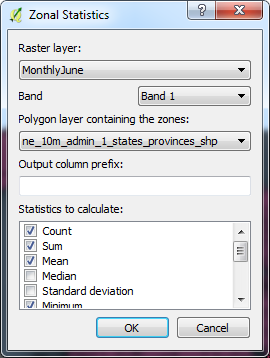 Zonal Statistics
Raster layer:
MonthlyJune
Band
Band 1
Polygon layer containing the zones:
ne_10m_admin_1_states_provinces_shp
Output column prefix:
Statistics to calculate:
Count
Sum
Mean
Median
Standard deviation
Minimum
OK
Cancel